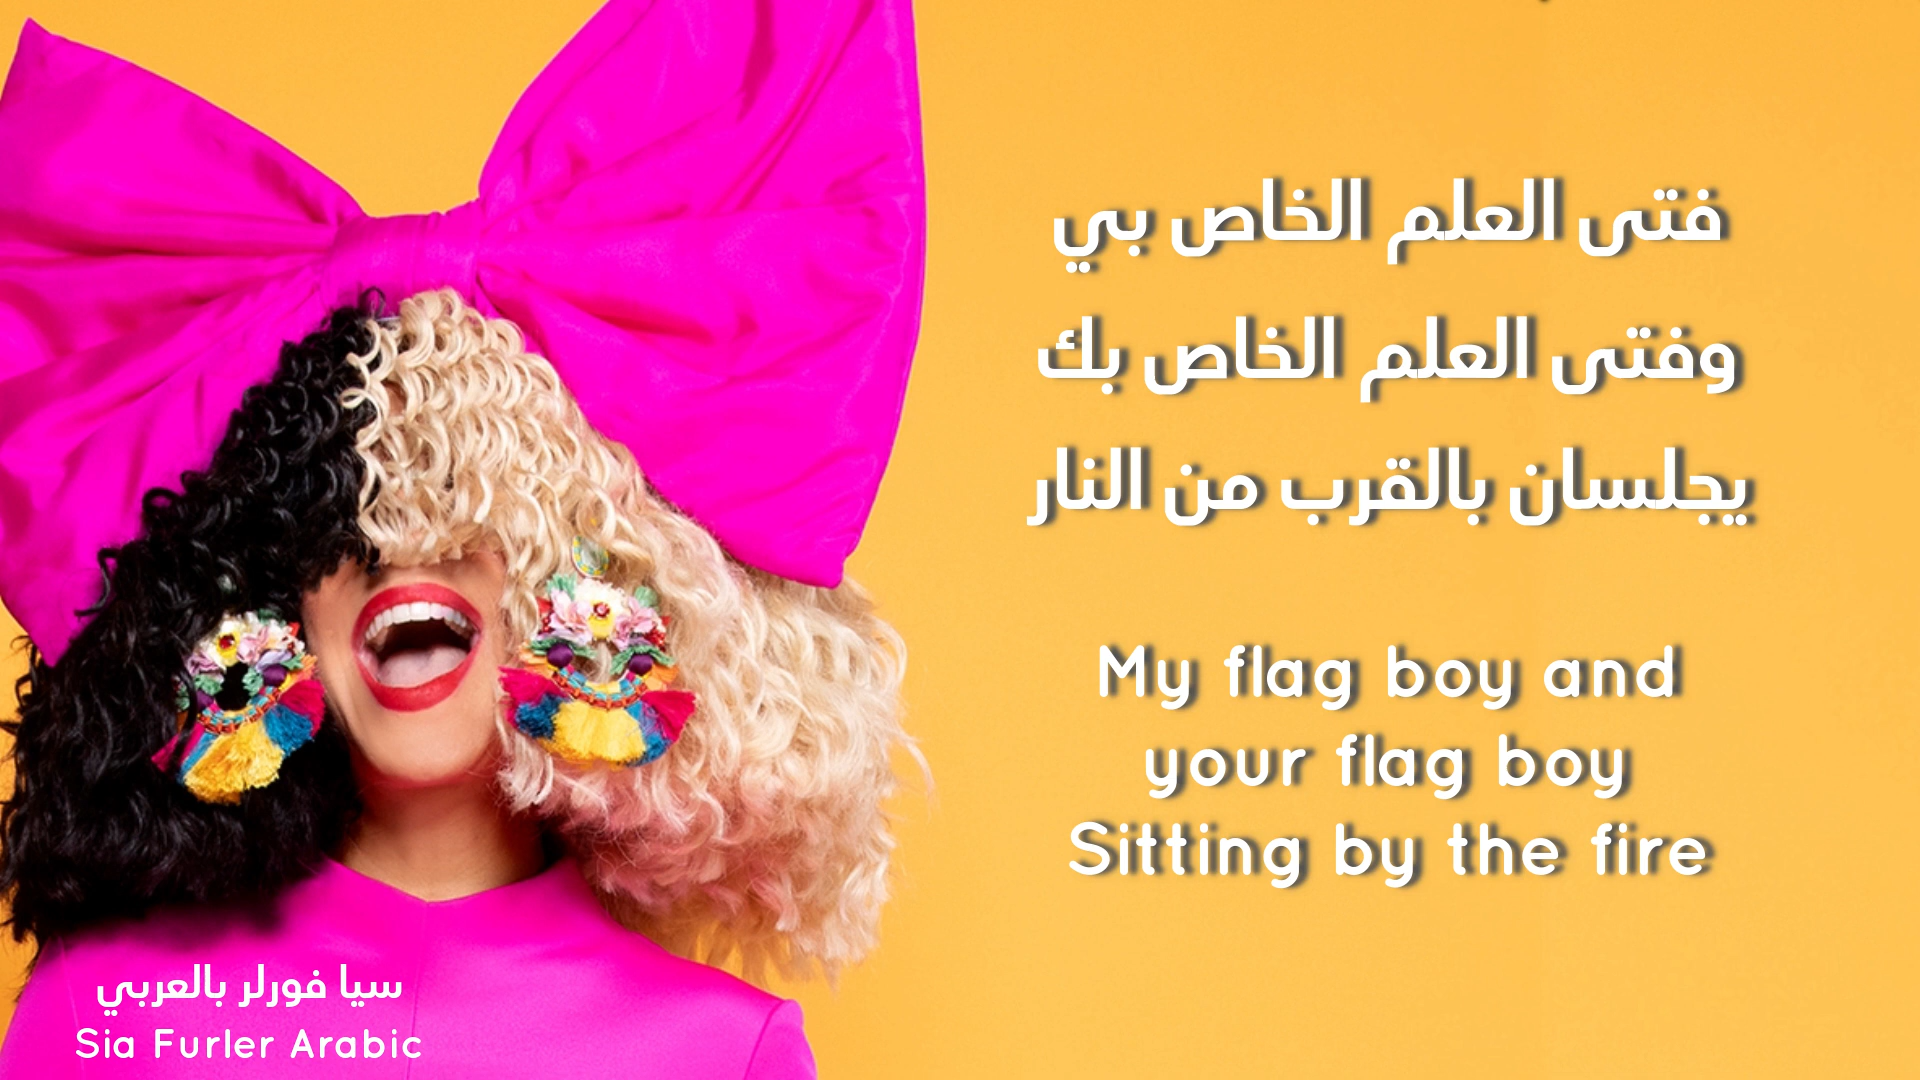 فتى العلم الخاص بي
وفتى العلم الخاص بك
يجلسان بالقرب من النار
My flag boy and
your flag boy
Sitting by the fire
سيا فورلر بالعربي
Sia Furler Arabic